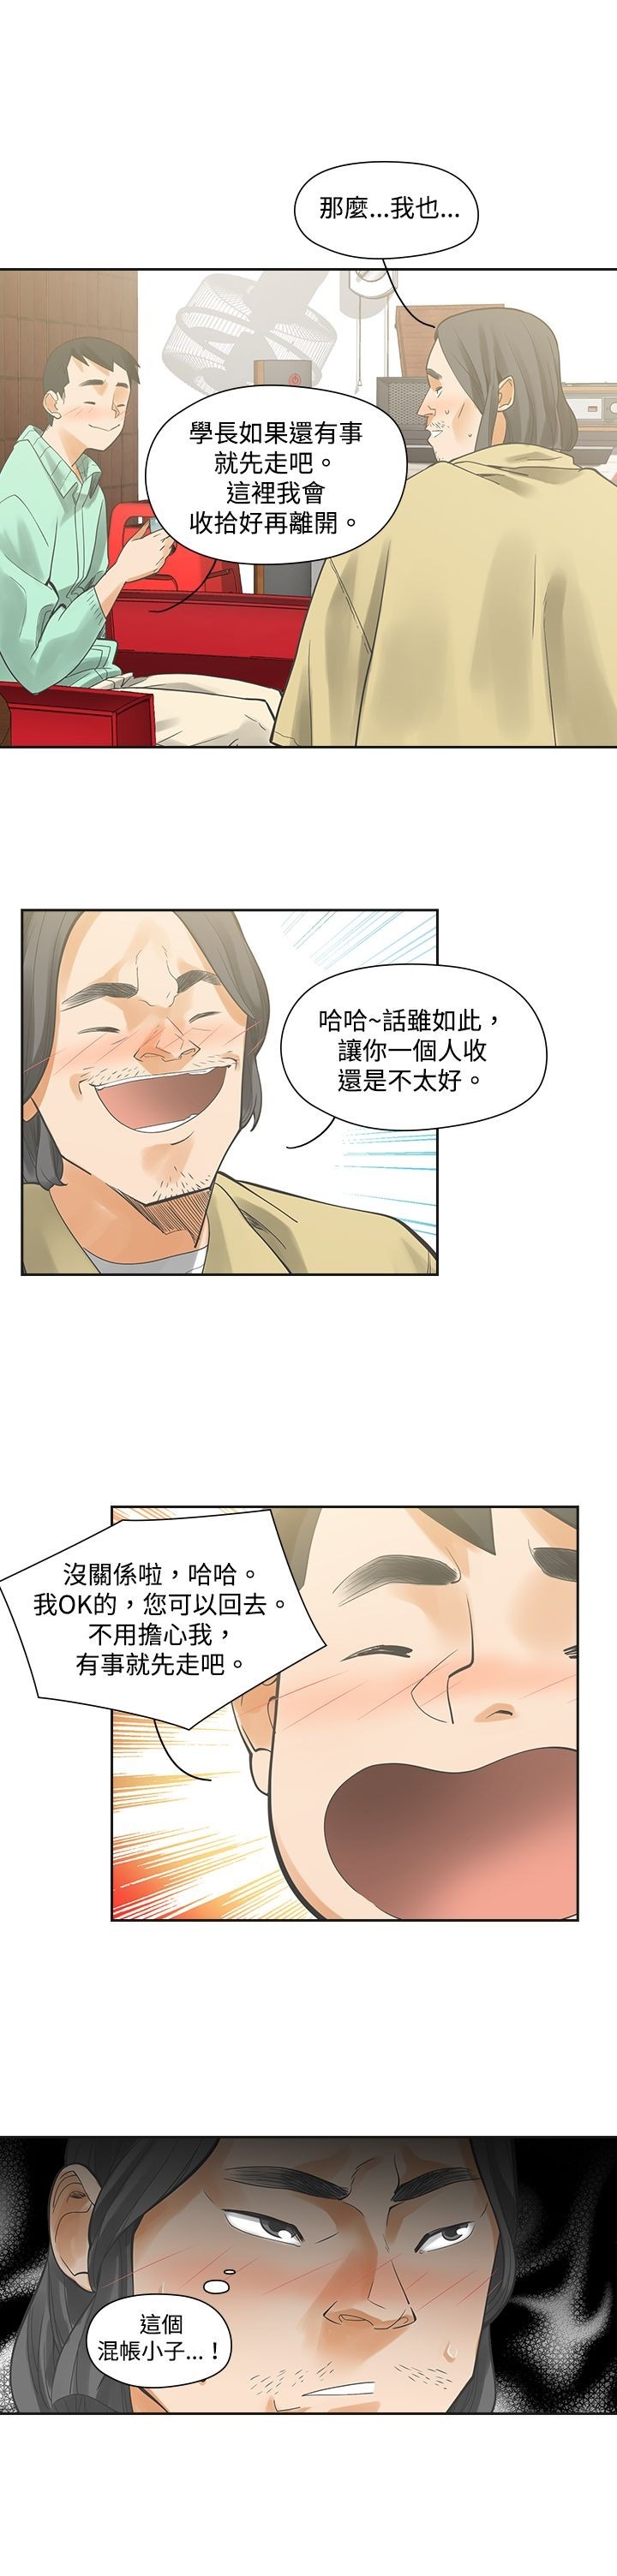 那麼...我也...
學長如果還有事
就先走吧。
這裡我會
收拾好再離開。
哈哈~話雖如此，
讓你一個人收
還是不太好。
沒關係啦，哈哈。
我OK的，您可以回去。
不用擔心我，
有事就先走吧。
這個
混帳小子...！